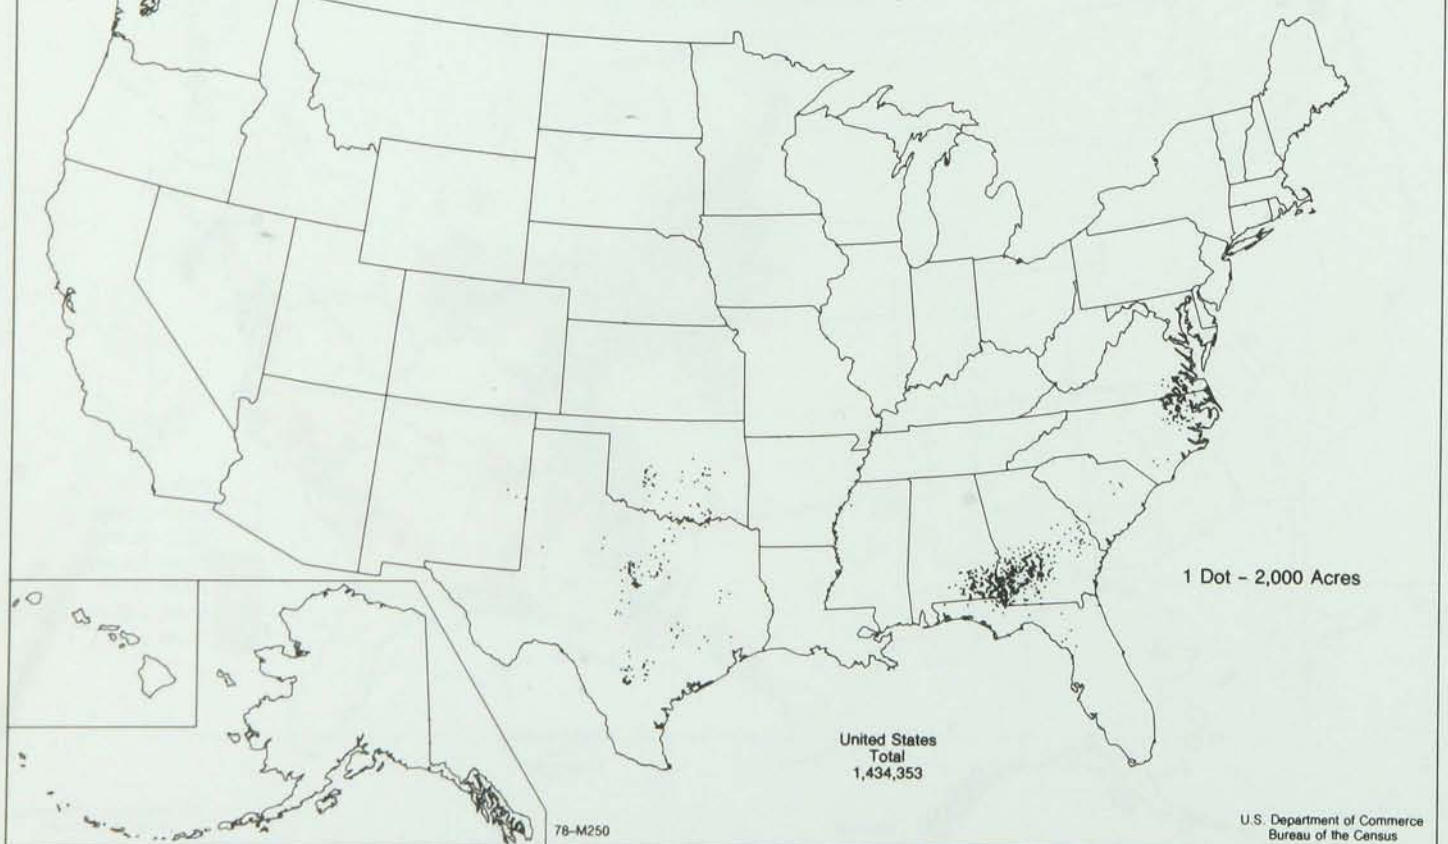 1 Dot – 2,000 Acres
United States
Total
1,434,353
78–M250
U.S. Department of Commerce
Bureau of the Census